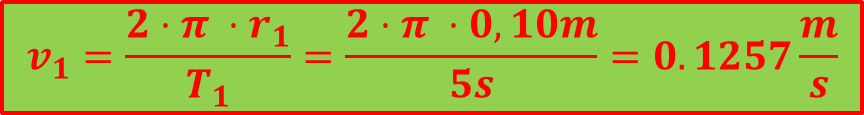 v₁ = (2 · π · r₁) / T₁ = (2 · π · 0,10m) / 5s = 0.1257 m/s